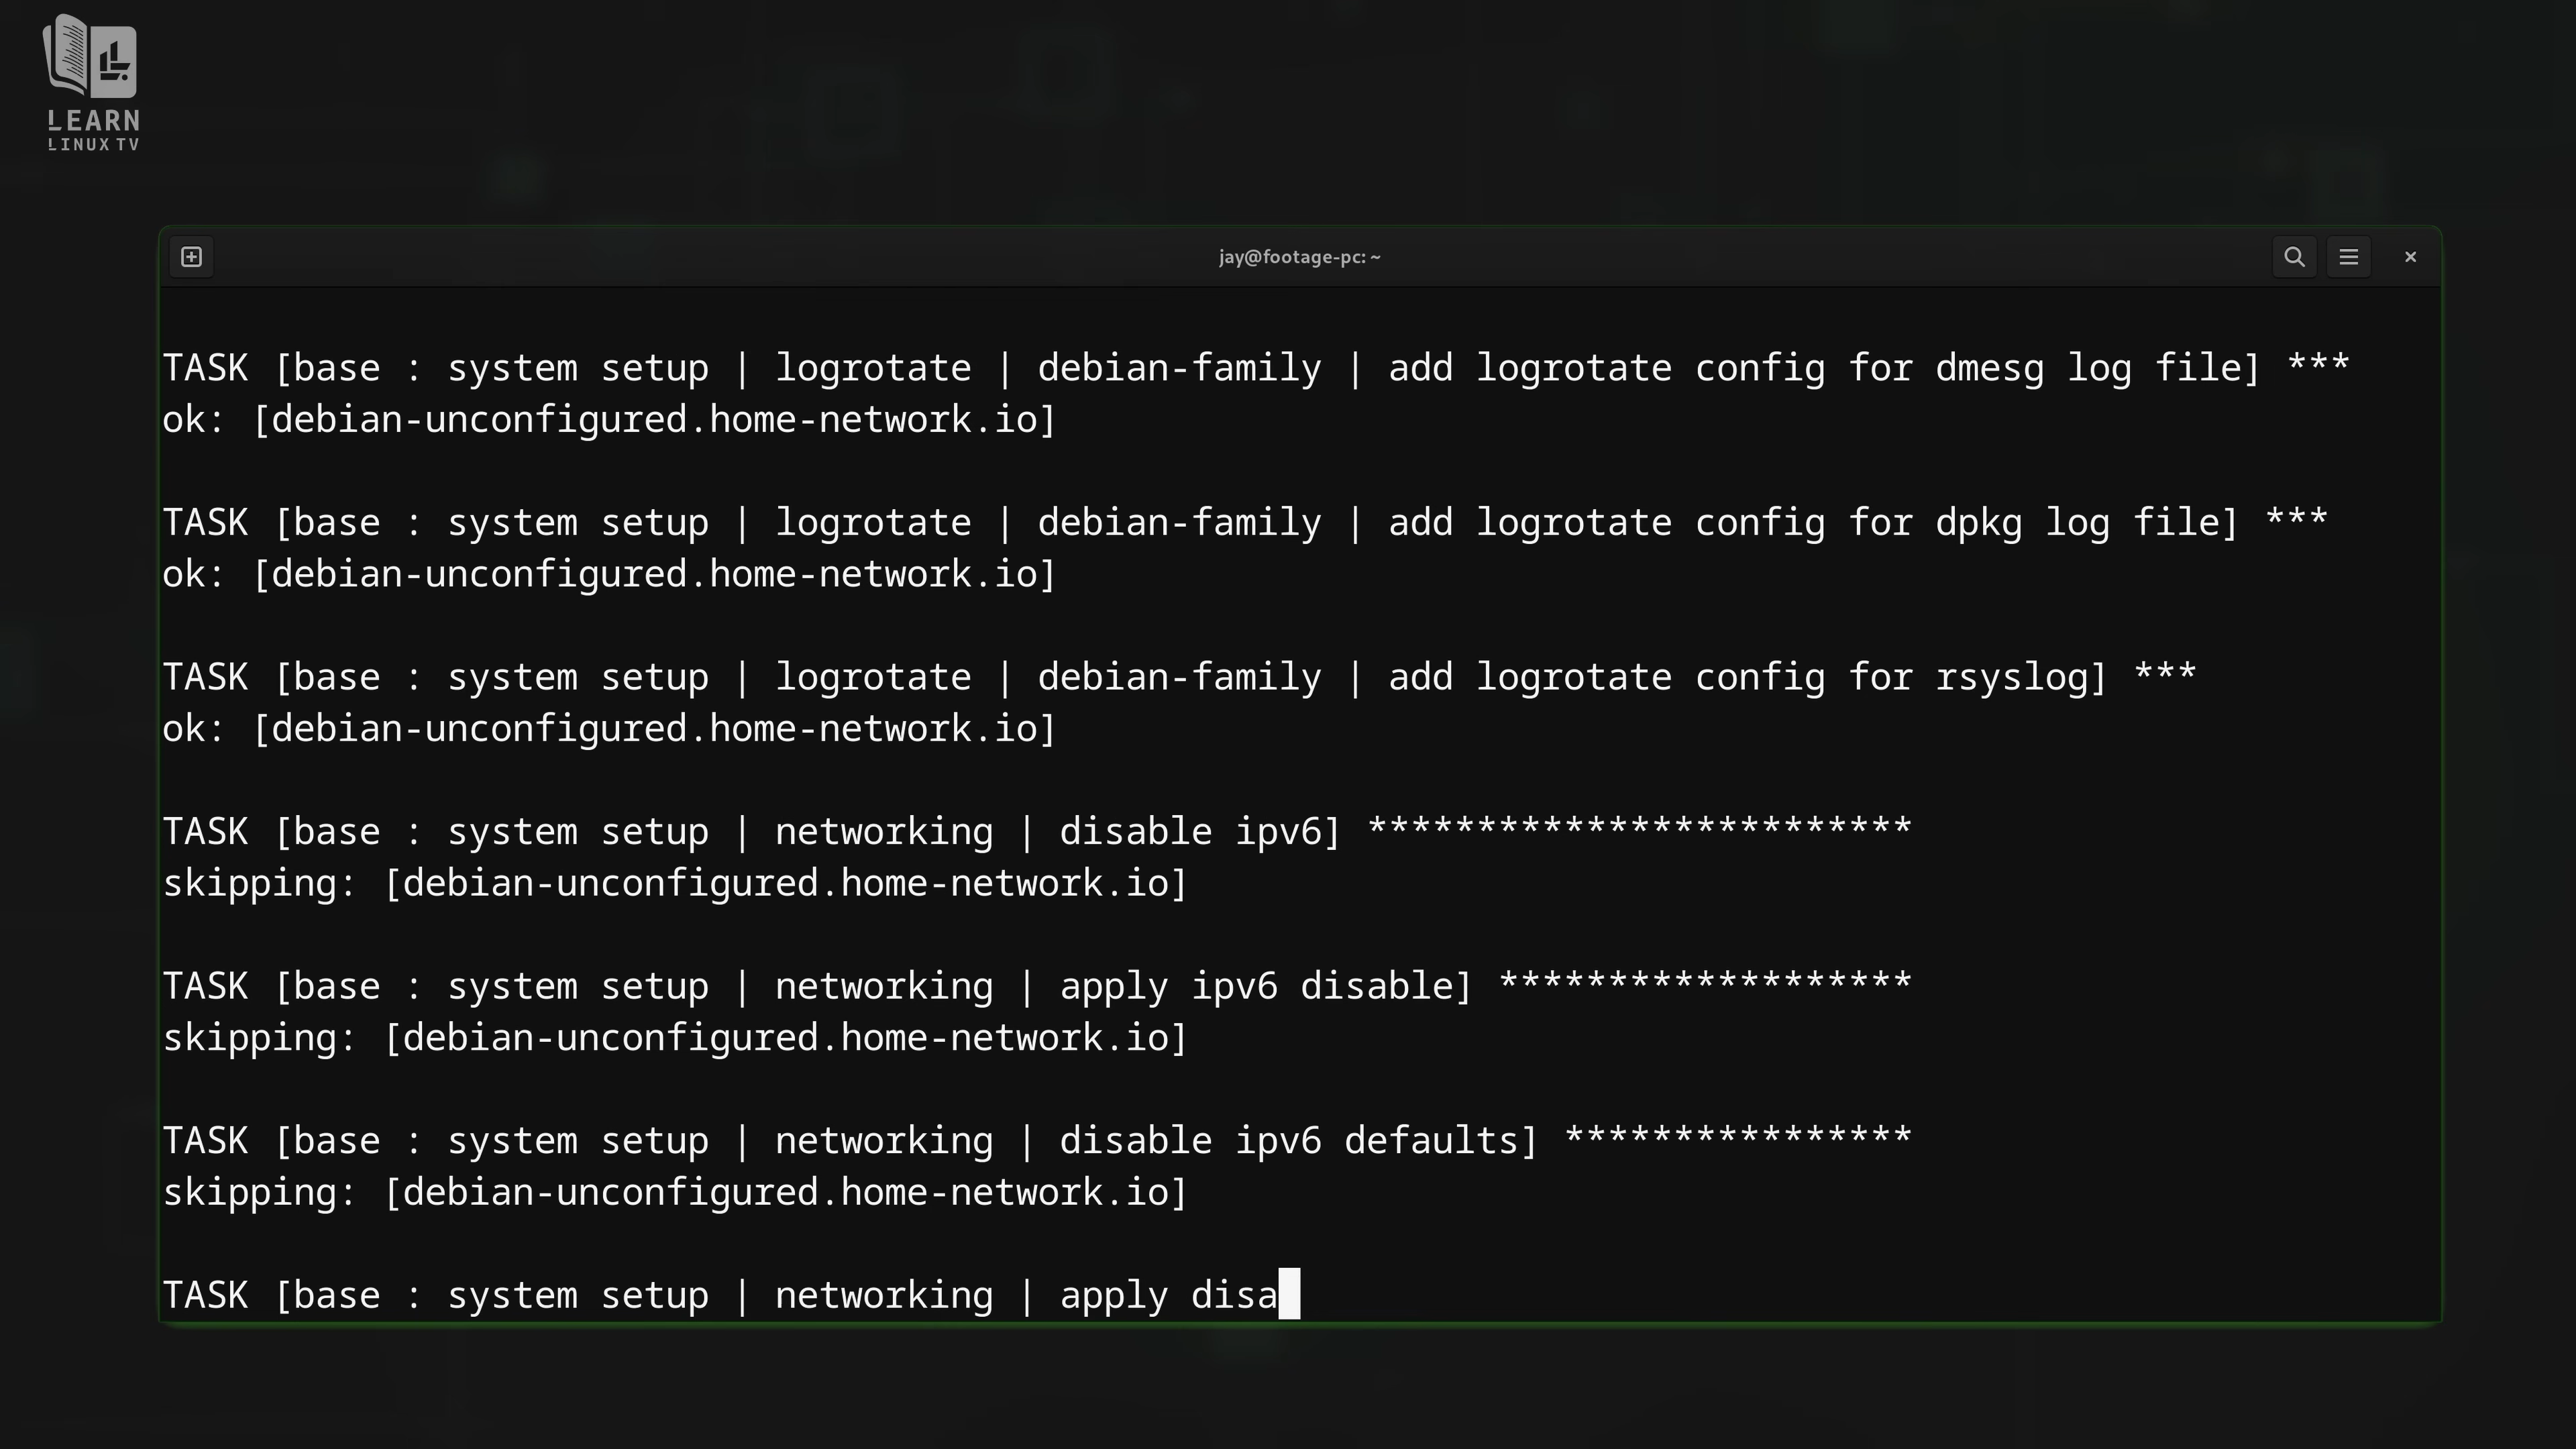 LEARN
LINUX TV
jay@footage-pc: ~
TASK [base : system setup | logrotate | debian-family | add logrotate config for dmesg log file] ***
ok: [debian-unconfigured.home-network.io]
TASK [base : system setup | logrotate | debian-family | add logrotate config for dpkg log file] ***
ok: [debian-unconfigured.home-network.io]
TASK [base : system setup | logrotate | debian-family | add logrotate config for rsyslog] ***
ok: [debian-unconfigured.home-network.io]
TASK [base : system setup | networking | disable ipv6] *************************
skipping: [debian-unconfigured.home-network.io]
TASK [base : system setup | networking | apply ipv6 disable] *******************
skipping: [debian-unconfigured.home-network.io]
TASK [base : system setup | networking | disable ipv6 defaults] ****************
skipping: [debian-unconfigured.home-network.io]
TASK [base : system setup | networking | apply disa